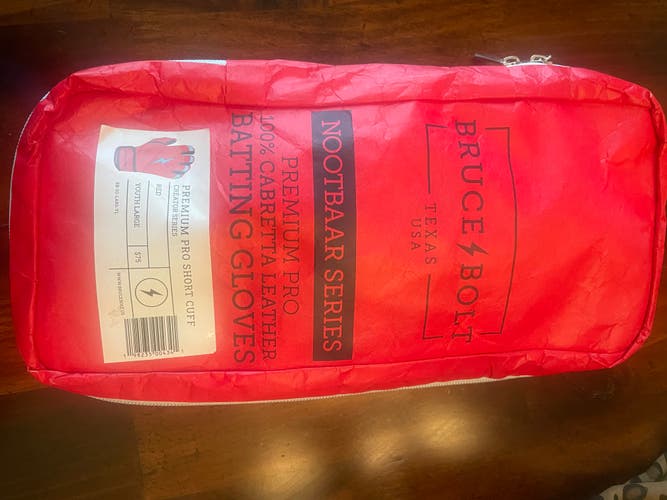 BRUCE BOLT
TEXAS
USA
NOOTBAAR SERIES
PREMIUM PRO
100% CABRETTA LEATHER
BATTING GLOVES
PREMIUM PRO SHORT CUFF
CREATOR SERIES
RED
YOUTH LARGE
$75